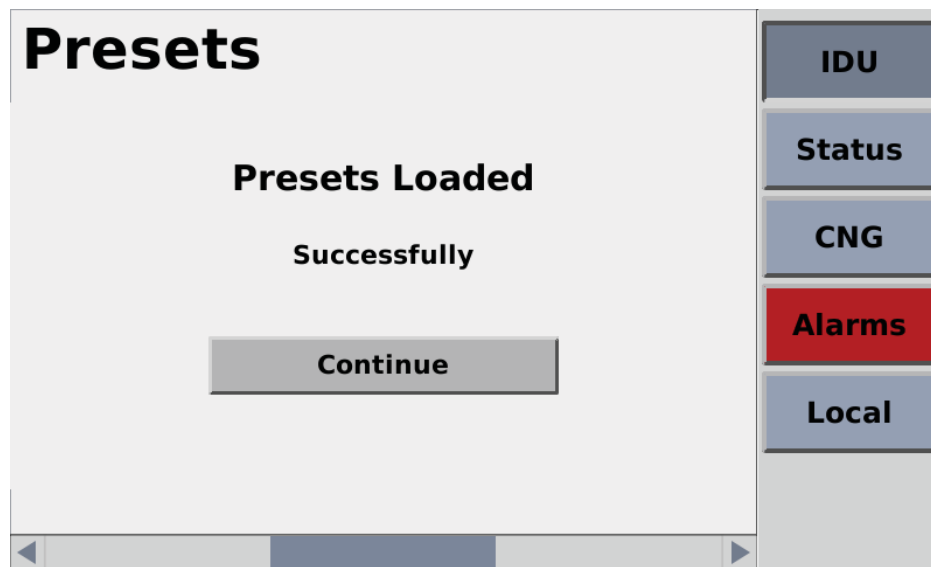 Presets
Presets Loaded
Successfully
Continue
IDU
Status
CNG
Alarms
Local